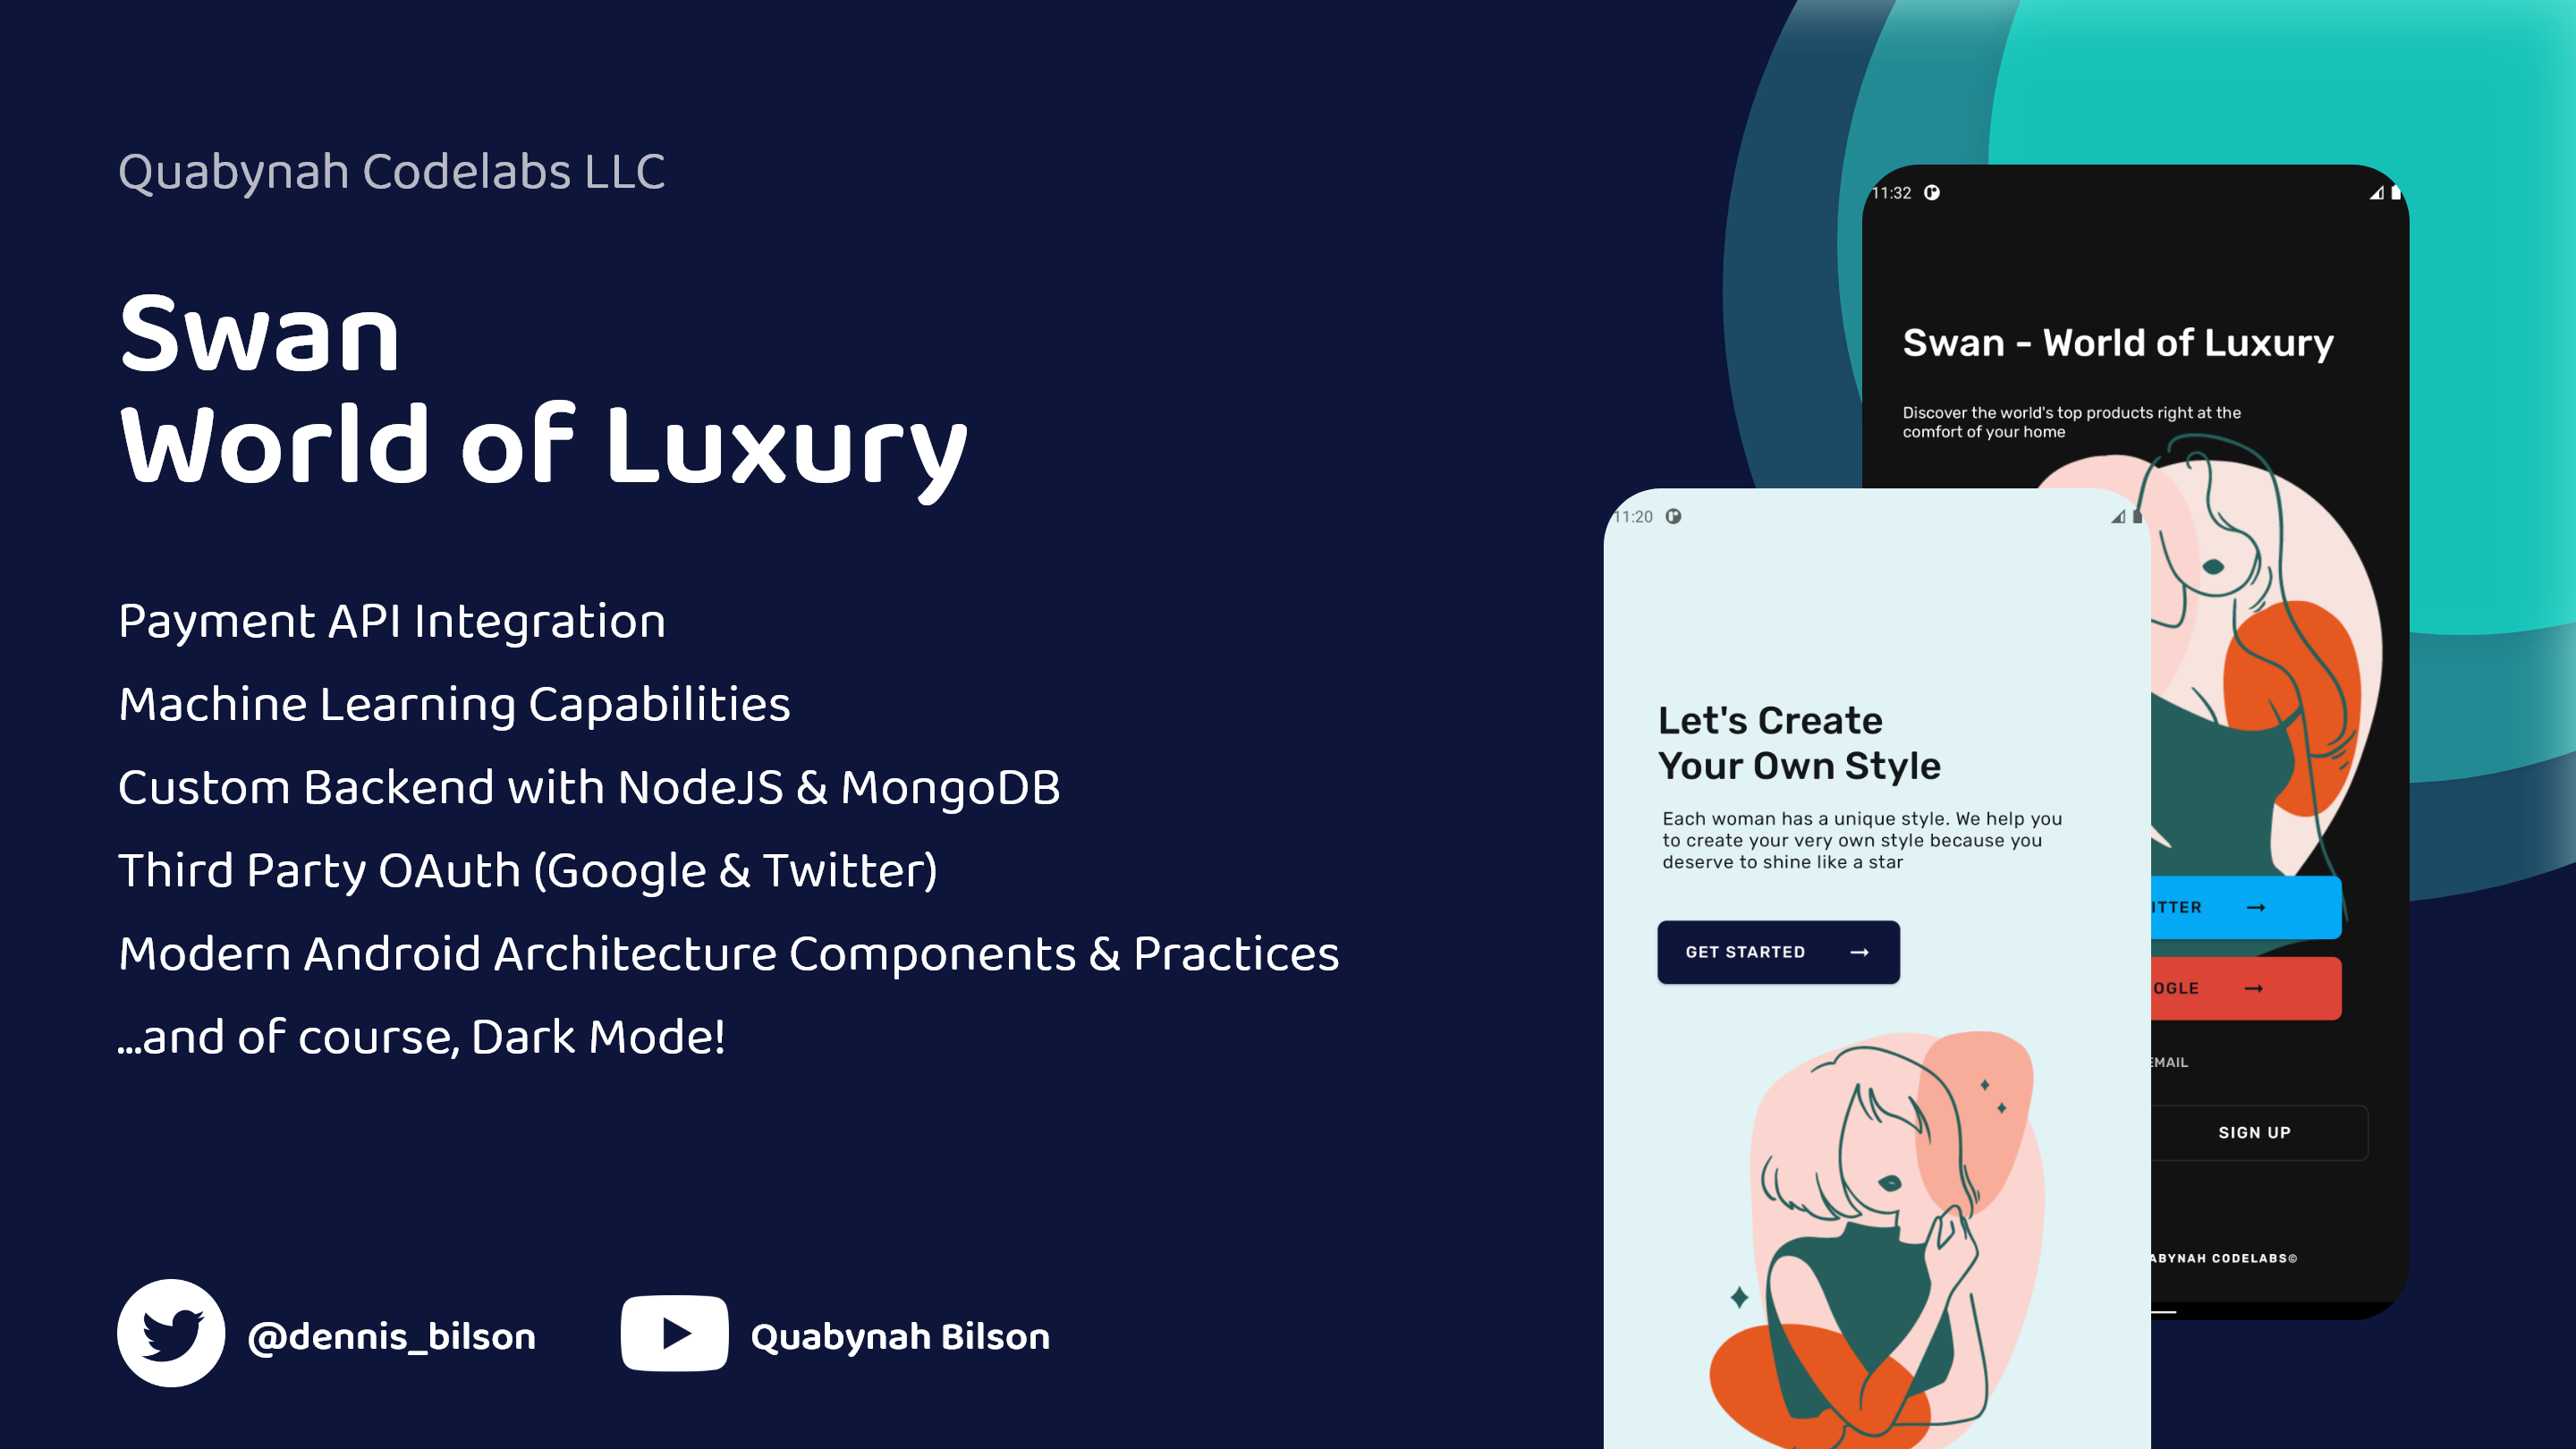 Quabynah Codelabs LLC
Swan
World of Luxury
Payment API Integration
Machine Learning Capabilities
Custom Backend with NodeJS & MongoDB
Third Party OAuth (Google & Twitter)
Modern Android Architecture Components & Practices
...and of course, Dark Mode!
@dennis_bilson
Quabynah Bilson
11:32
Swan - World of Luxury
Discover the world's top products right at the
comfort of your home
11:20
Let's Create
Your Own Style
Each woman has a unique style. We help you
to create your very own style because you
deserve to shine like a star
GET STARTED
ITTER
OGLE
EMAIL
SIGN UP
ABYNAH CODELABS©